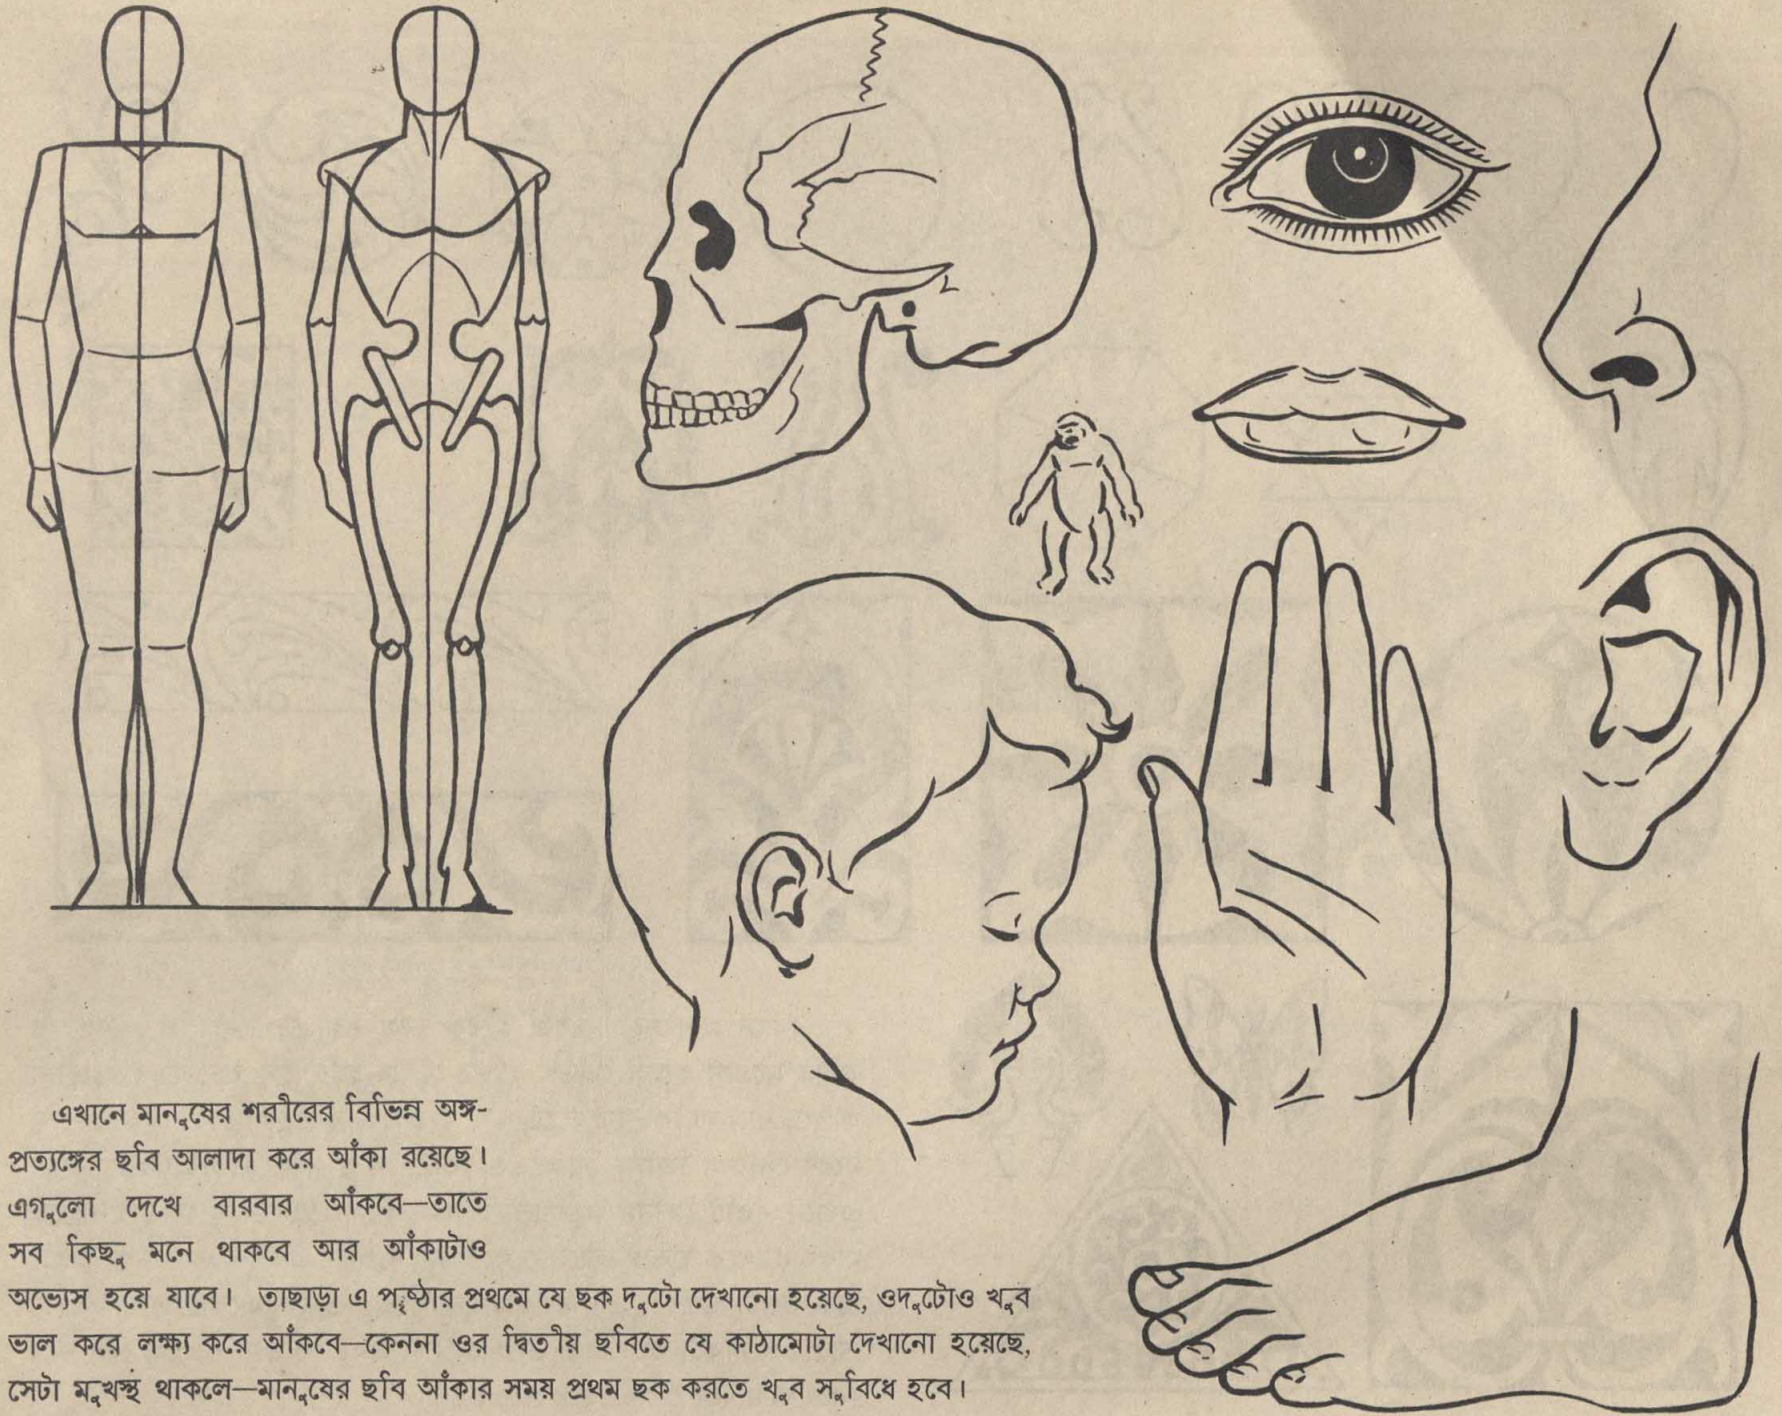 এখানে মানুষের শরীরের বিভিন্ন অঙ্গ-
প্রত্যঙ্গের ছবি আলাদা করে আঁকা রয়েছে।
এগুলো দেখে বারবার আঁকবে—তাতে
সব কিছু মনে থাকবে আর আঁকাটাও
অভ্যেস হয়ে যাবে। তাছাড়া এ পৃষ্ঠার প্রথমে যে ছক দুটো দেখানো হয়েছে, ওদুটোও খুব
ভাল করে লক্ষ্য করে আঁকবে—কেননা ওর দ্বিতীয় ছবিতে যে কাঠামোটা দেখানো হয়েছে,
সেটা মুখস্থ থাকলে—মানুষের ছবি আঁকার সময় প্রথম ছক করতে খুব সুবিধে হবে।